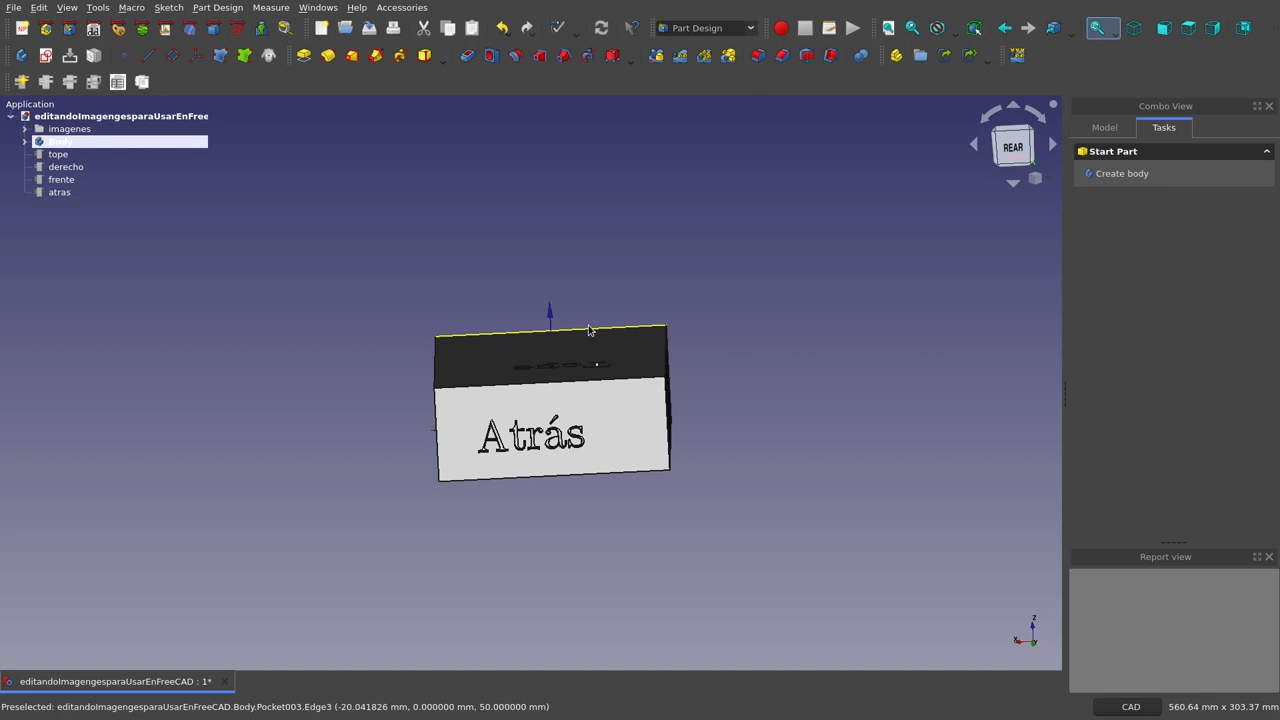 File Edit View Tools Macro Sketch Part Design Measure Windows Help Accessories
Part Design
Application
editandoImagengesparaUsarEnFree
imagenes
Body
tope
derecho
frente
atras
REAR
Atrás
Z
X
Y
Combo View
Model Tasks
Start Part
Create body
Report view
editandoImagengesparaUsarEnFreeCAD : 1*
Preselected: editandoImagengesparaUsarEnFreeCAD.Body.Pocket003.Edge3 (-20.041826 mm, 0.000000 mm, 50.000000 mm)
CAD
560.64 mm x 303.37 mm